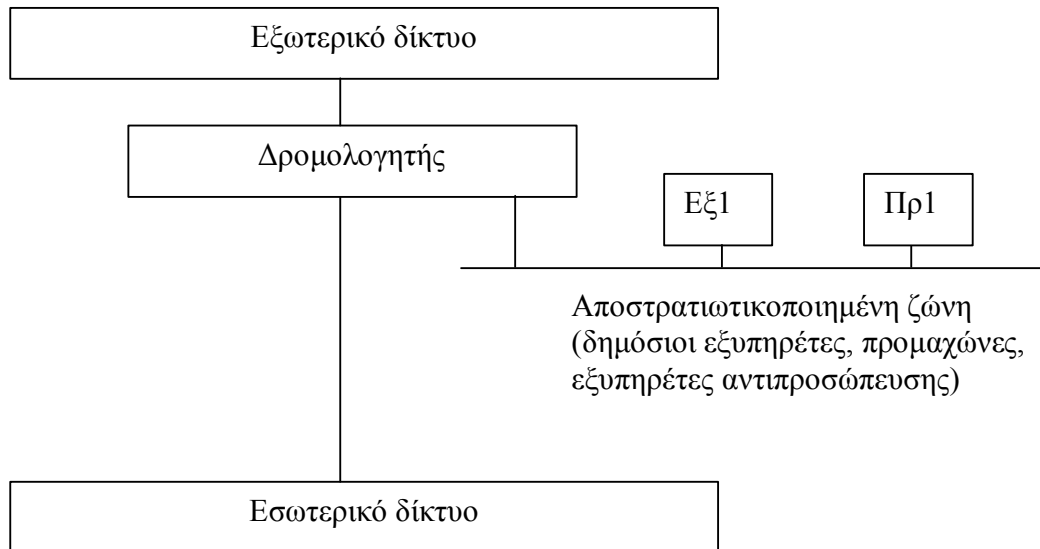 Εξωτερικό δίκτυο
Δρομολογητής
Εξ1
Πρ1
Αποστρατιωτικοποιημένη ζώνη
(δημόσιοι εξυπηρέτες, προμαχώνες,
εξυπηρέτες αντιπροσώπευσης)
Εσωτερικό δίκτυο